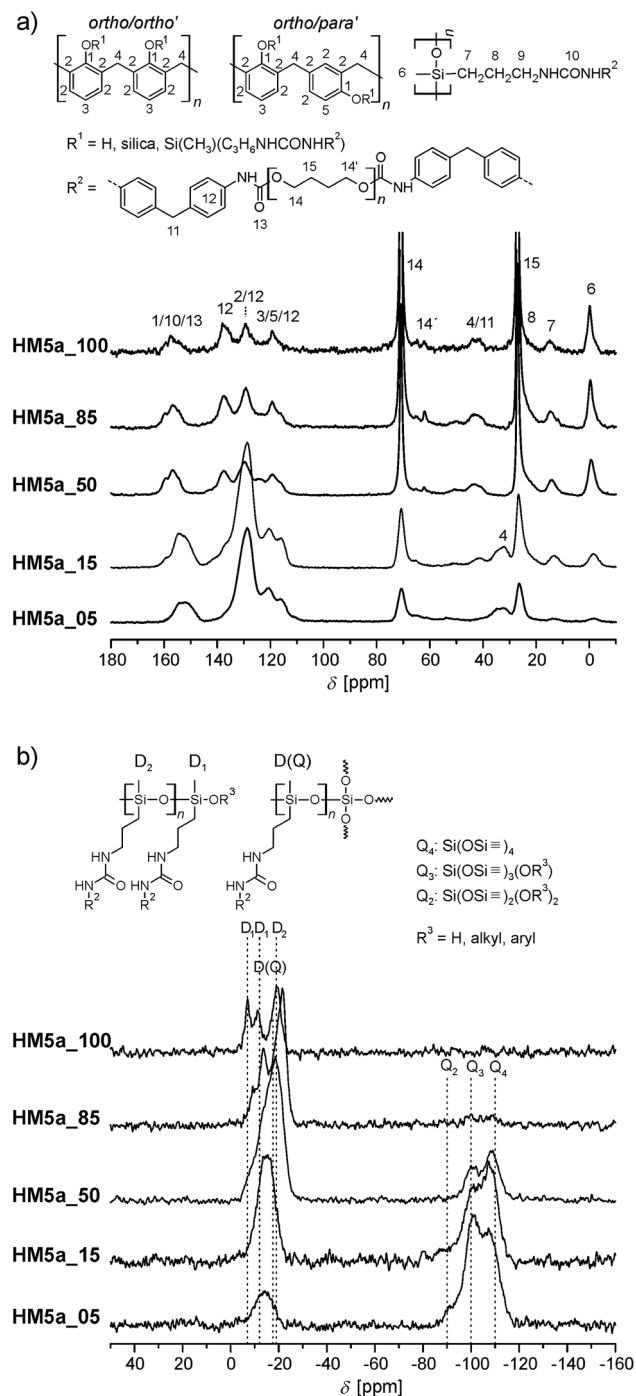 a)
ortho/ortho' ortho/para'
OR¹ OR¹ OR¹ n
2 1 2 4 2 1 2 4 2 1 2 4 2 2 4 O 10
6 Si CH₂CH₂CH₂NHCONHR² 7 8 9
2 2 2 2 n 2 2 2 1 n
3 3 3 5 OR¹
R¹ = H, silica, Si(CH₃)(C₃H₆NHCONHR²)
R² = NH O 15 14' O n O NH
12 O 14 O
11 13
14 15
6
2/12
12
1/10/13 3/5/12 14´ 4/11 8 7
HM5a_100
HM5a_85
HM5a_50
HM5a_15 4
HM5a_05
180 160 140 120 100 80 60 40 20 0
δ [ppm]
b)
D₂ D₁ D(Q)
Si—O n Si—OR³ Si—O n Si—O
O
O
HN HN HN
HN O HN O HN O
R² R² R²
Q₄: Si(OSi≡)₄
Q₃: Si(OSi≡)₃(OR³)
Q₂: Si(OSi≡)₂(OR³)₂
R³ = H, alkyl, aryl
D₁ D₁ D₂
D(Q)
HM5a_100
Q₂ Q₃ Q₄
HM5a_85
HM5a_50
HM5a_15
HM5a_05
40 20 0 -20 -40 -60 -80 -100 -120 -140 -160
δ [ppm]